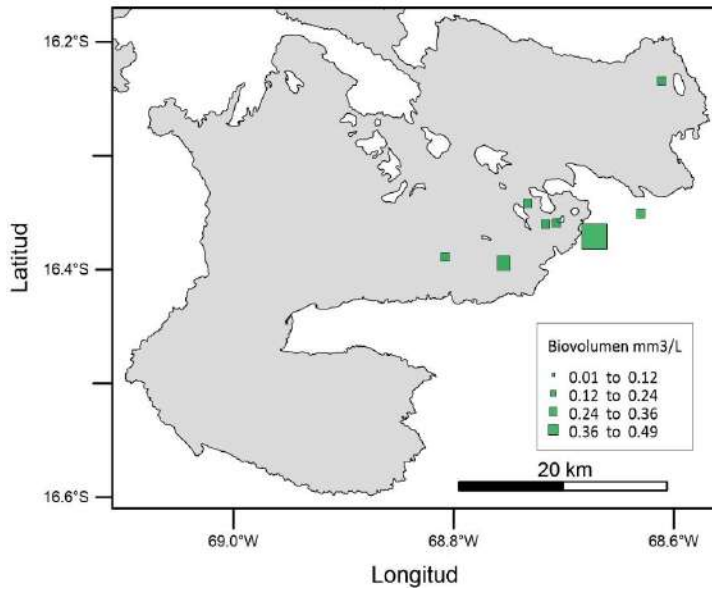 16.2°S
Latitud
16.4°S
16.6°S
Biovolumen mm3/L
0.01 to 0.12
0.12 to 0.24
0.24 to 0.36
0.36 to 0.49
20 km
69.0°W
68.8°W
68.6°W
Longitud